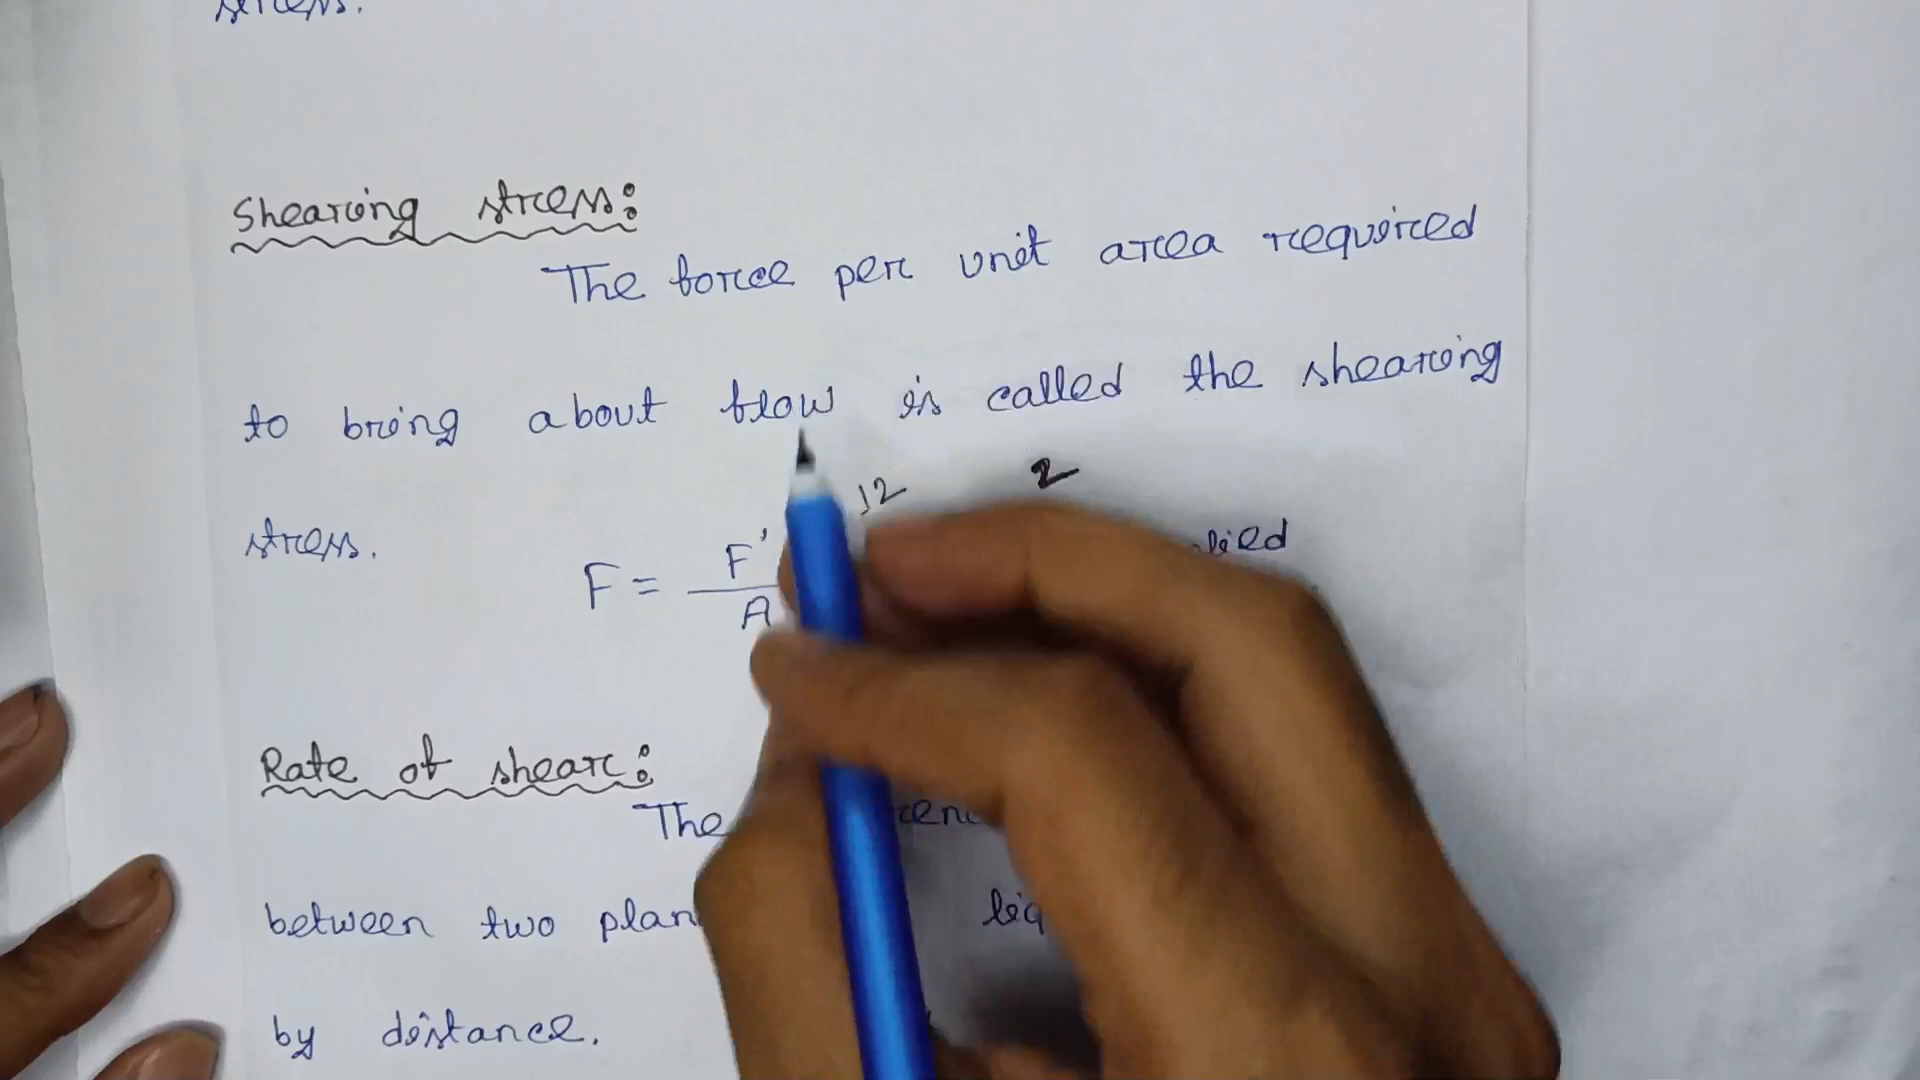 stress.
Shearing stress:
The force per unit area required
to bring about flow is called the shearing
12 2
stress. F = F' / A
Rate of shear:
The
between two
by distance.